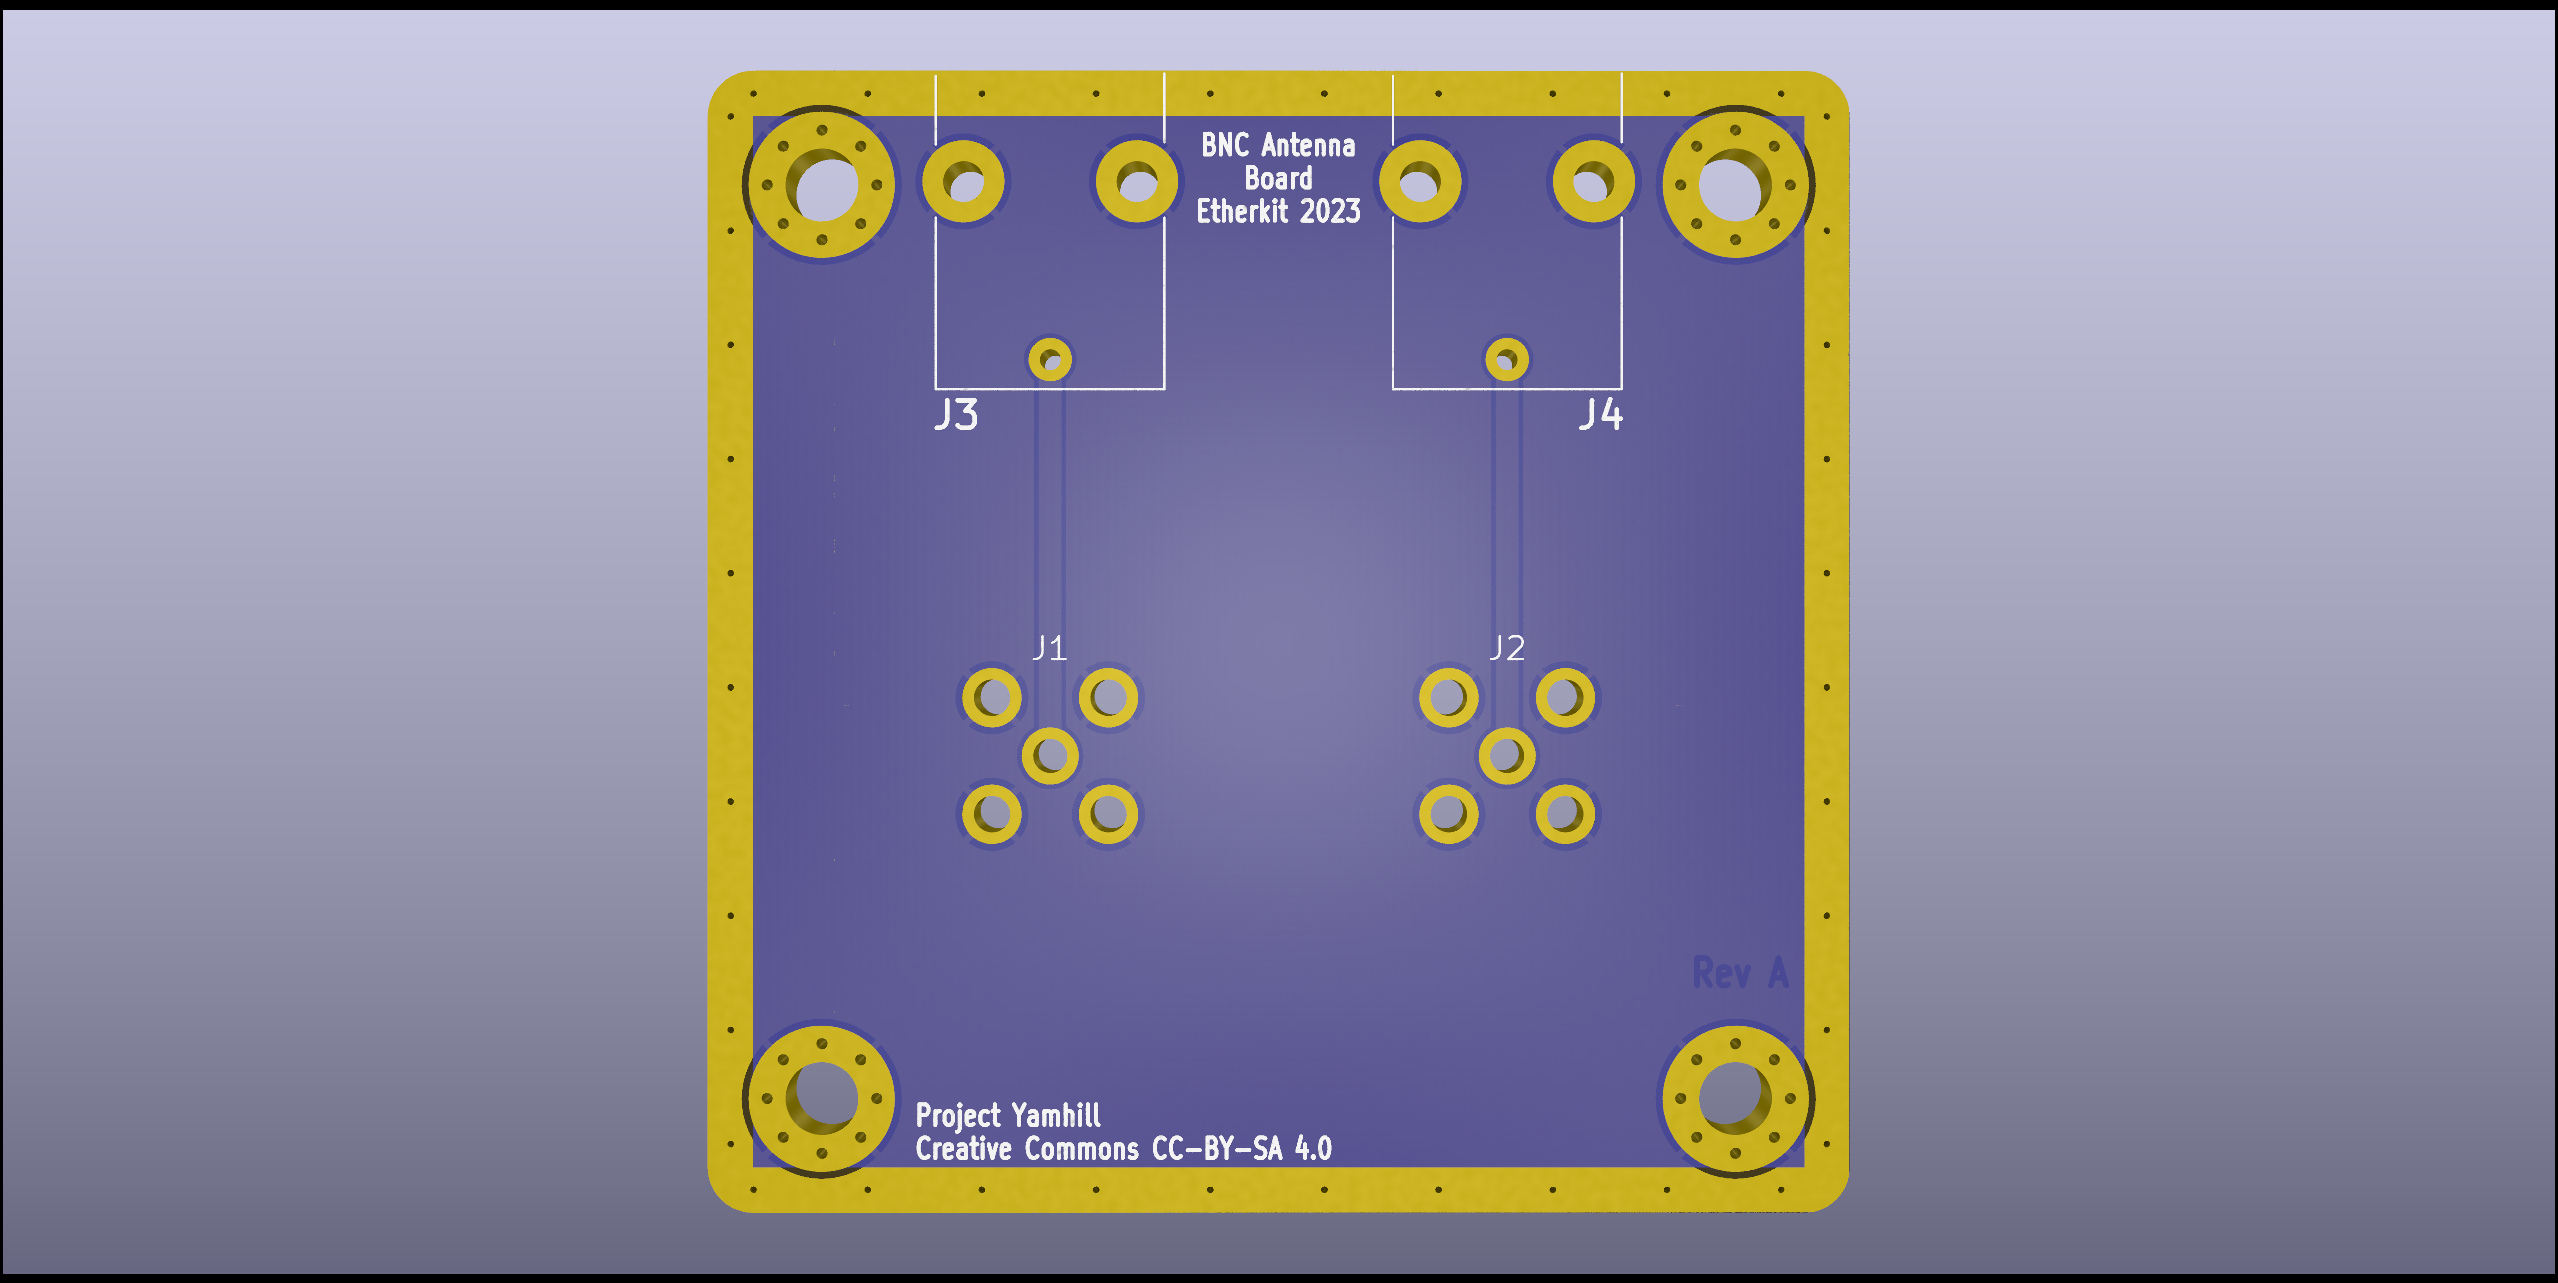 BNC Antenna
Board
Etherkit 2023
J3
J4
J1
J2
Rev A
Project Yamhill
Creative Commons CC-BY-SA 4.0